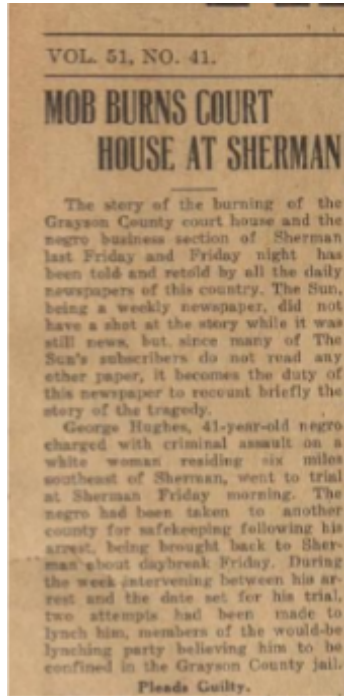 VOL. 51, NO. 41.
MOB BURNS COURT
HOUSE AT SHERMAN
The story of the burning of the
Grayson County court house and the
negro business section of Sherman
last Friday and Friday night has
been told and retold by all the daily
newspapers of this country. The Sun,
being a weekly newspaper, did not
have a shot at the story while it was
still news, but since many of The
Sun's subscribers do not read any
other paper, it becomes the duty of
this newspaper to recount briefly the
story of the tragedy.
George Hughes, 41-year-old negro
charged with criminal assault on a
white woman residing six miles
southeast of Sherman, went to trial
at Sherman Friday morning. The
negro had been taken to another
county for safekeeping following his
arrest, being brought back to Sher-
man about daybreak Friday. During
the week intervening between his ar-
rest and the date set for his trial,
two attempts had been made to
lynch him, members of the would-be
lynching party believing him to be
confined in the Grayson County jail.
Pleads Guilty.